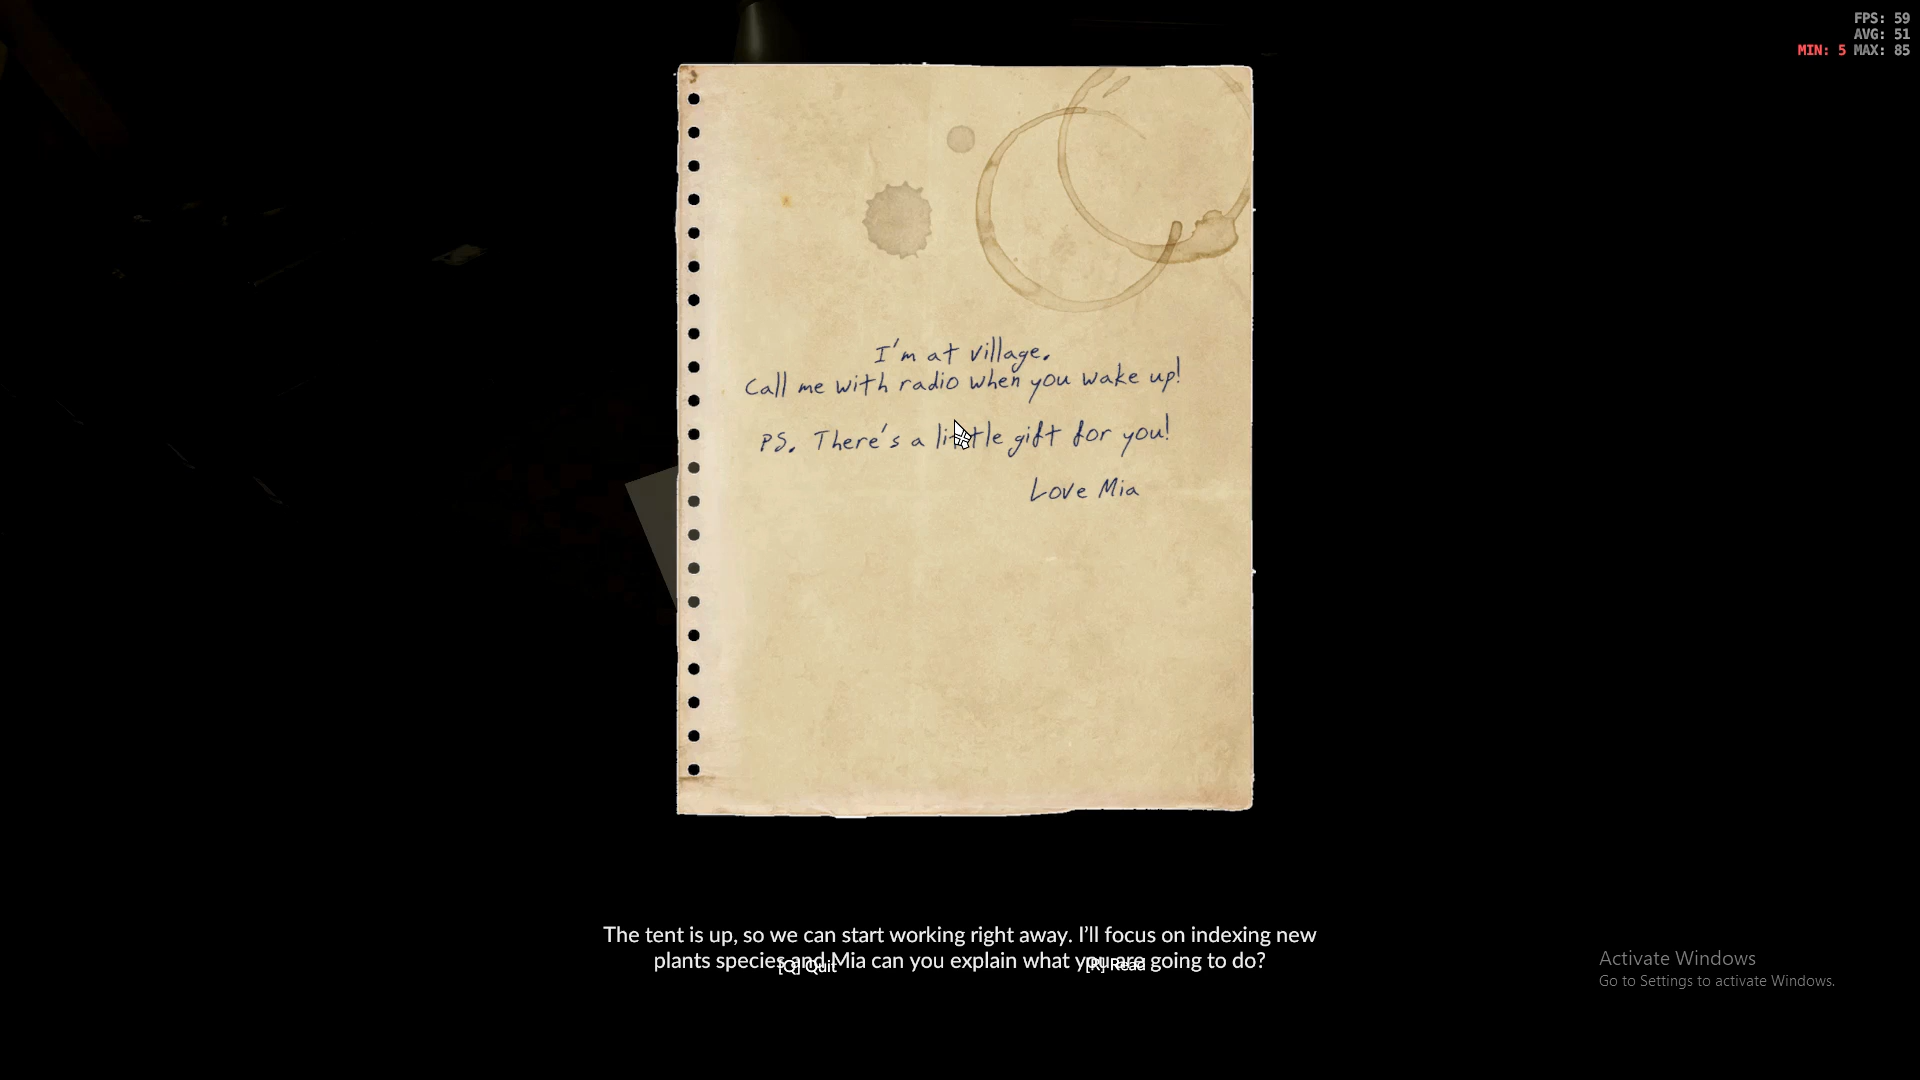 FPS: 59
AVG: 51
MIN: 5 MAX: 85
I'm at village.
Call me with radio when you wake up!
PS. There's a little gift for you!
Love Mia
The tent is up, so we can start working right away. I'll focus on indexing new
plants species and Mia can you explain what you are going to do?
[Q] Quit
[R] Read
Activate Windows
Go to Settings to activate Windows.